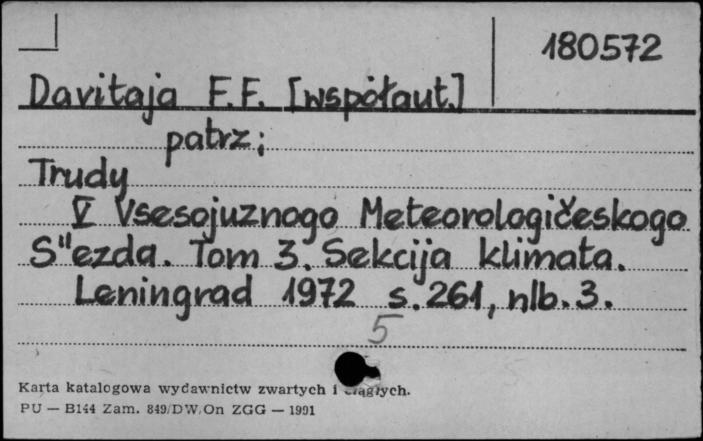 180572
Davitaja F.F. [współaut.]
patrz;
Trudy
V Vsesojuznogo Meteorologičeskogo
S"ezda. Tom 3. Sekcija klimata.
Leningrad 1972 s. 261, nlb. 3.
5
Karta katalogowa wydawnictw zwartych i ciągłych.
PU — B144 Zam. 849/DW/On ZGG — 1991